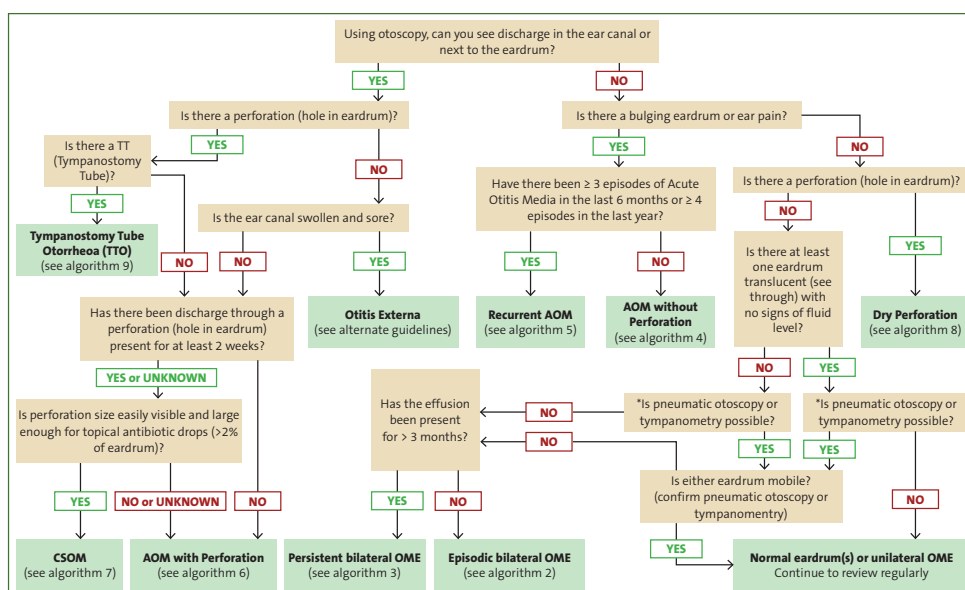 Using otoscopy, can you see discharge in the ear canal or
next to the eardrum?
YES
NO
Is there a perforation (hole in eardrum)?
Is there a bulging eardrum or ear pain?
YES
NO
YES
NO
Is there a TT
(Tympanostomy
Tube)?
YES
NO
Have there been ≥ 3 episodes of Acute
Otitis Media in the last 6 months or ≥ 4
episodes in the last year?
Is there a perforation (hole in eardrum)?
NO
YES
Is the ear canal swollen and sore?
NO
YES
YES
NO
Tympanostomy Tube
Otorrheoa (TTO)
(see algorithm 9)
Is there at least
one eardrum
translucent (see
through) with
no signs of fluid
level?
Has there been discharge through a
perforation (hole in eardrum)
present for at least 2 weeks?
Otitis Externa
(see alternate guidelines)
Recurrent AOM
(see algorithm 5)
AOM without
Perforation
(see algorithm 4)
Dry Perforation
(see algorithm 8)
YES or UNKNOWN
NO
NO
YES
Is perforation size easily visible and large
enough for topical antibiotic drops (>2%
of eardrum)?
Has the effusion
been present
for > 3 months?
NO
*Is pneumatic otoscopy or
tympanometry possible?
*Is pneumatic otoscopy or
tympanometry possible?
NO
YES
YES
NO
YES
NO or UNKNOWN
YES
NO
Is either eardrum mobile?
(confirm pneumatic otoscopy or
tympanomentry)
YES
CSOM
(see algorithm 7)
AOM with Perforation
(see algorithm 6)
Persistent bilateral OME
(see algorithm 3)
Episodic bilateral OME
(see algorithm 2)
Normal eardrum(s) or unilateral OME
Continue to review regularly